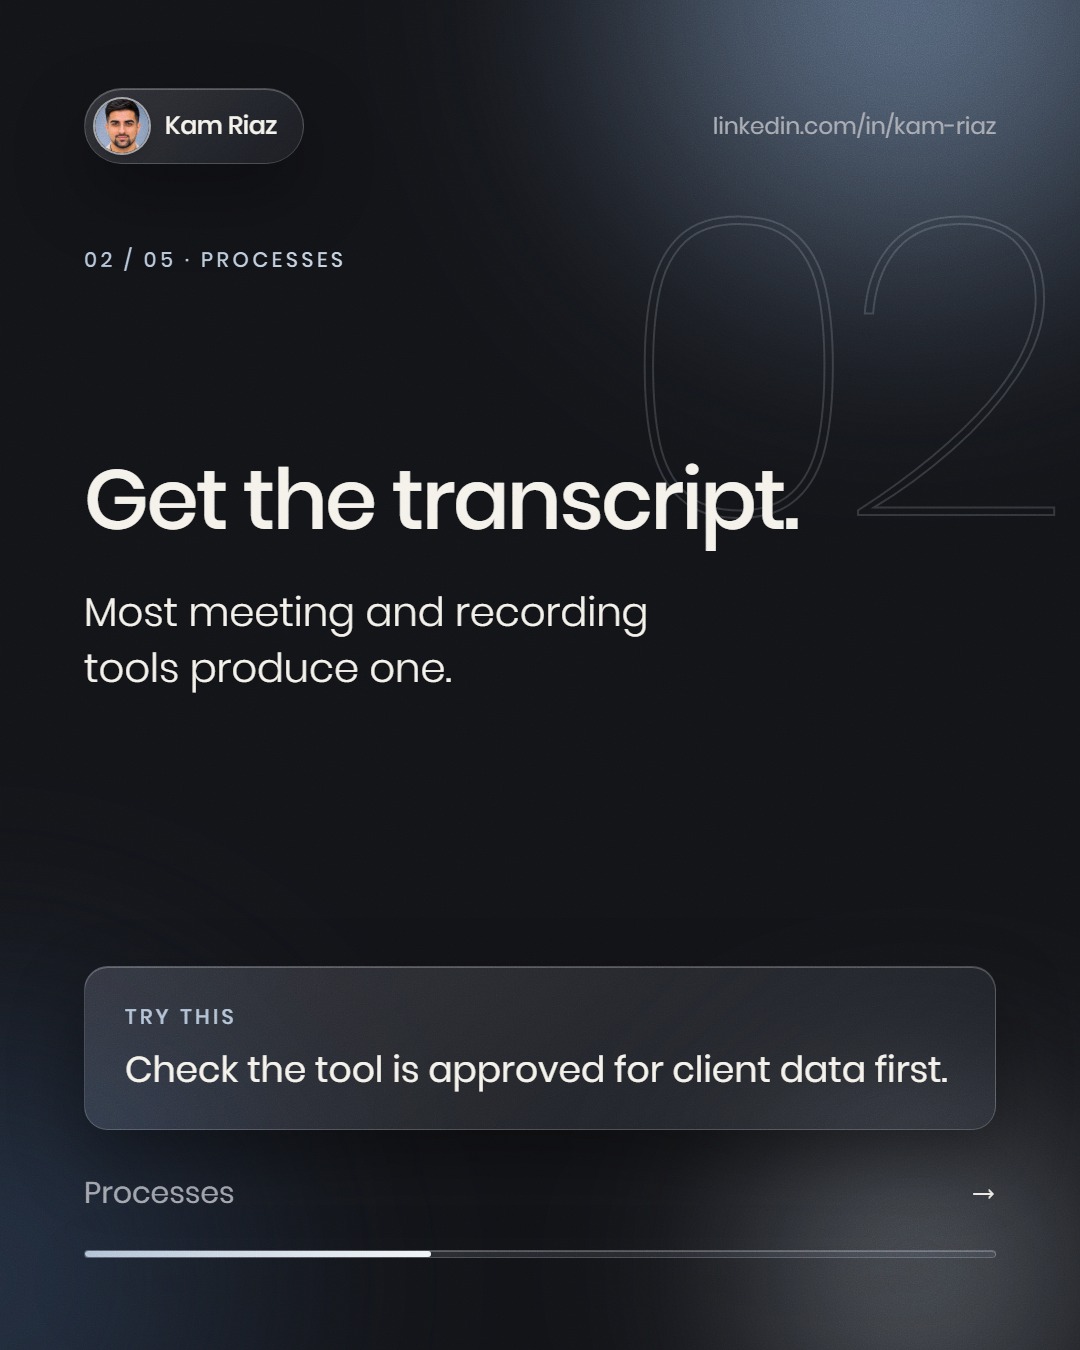 Kam Riaz
linkedin.com/in/kam-riaz
02 / 05 · PROCESSES
02
Get the transcript.
Most meeting and recording
tools produce one.
TRY THIS
Check the tool is approved for client data first.
Processes →